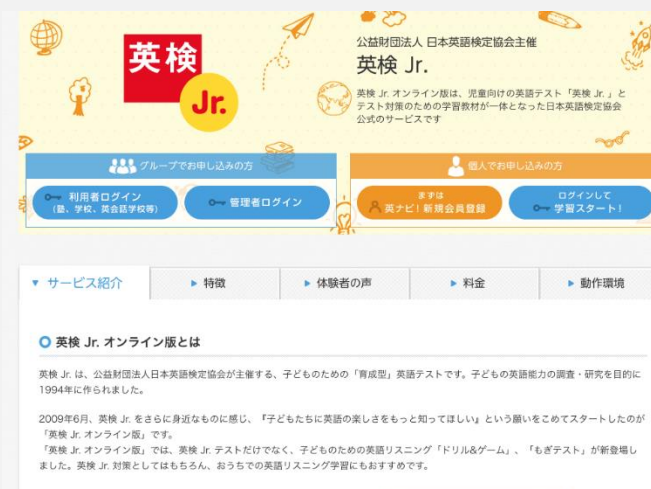 英検
Jr.
公益財団法人 日本英語検定協会主催
英検 Jr.
英検 Jr. オンライン版は、児童向けの英語テスト「英検 Jr. 」と
テスト対策のための学習教材が一体となった日本英語検定協会
公式のサービスです
グループでお申し込みの方
利用者ログイン
(塾、学校、英会話学校等)
管理者ログイン
個人でお申し込みの方
まずは
英ナビ!新規会員登録
ログインして
学習スタート!
サービス紹介
特徴
体験者の声
料金
動作環境
英検 Jr. オンライン版とは
英検 Jr. は、公益財団法人日本英語検定協会が主催する、子どものための「育成型」英語テストです。子どもの英語能力の調査・研究を目的に
1994年に作られました。
2009年6月、英検 Jr. をさらに身近なものに感じ、『子どもたちに英語の楽しさをもっと知ってほしい』という願いをこめてスタートしたのが
「英検 Jr. オンライン版」です。
「英検 Jr. オンライン版」では、英検 Jr. テストだけでなく、子どものための英語リスニング「ドリル&ゲーム」、「もぎテスト」が新登場し
ました。英検 Jr. 対策としてはもちろん、おうちでの英語リスニング学習にもおすすめです。